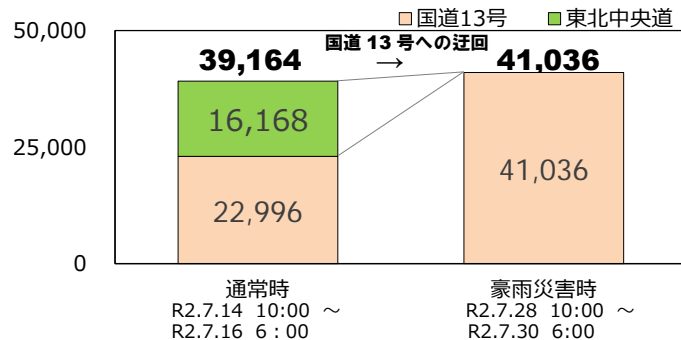 国道13号 東北中央道
50,000
国道 13 号への迂回
39,164 → 41,036
16,168
25,000
41,036
22,996
0
通常時 豪雨災害時
R2.7.14 10:00 ～ R2.7.28 10:00 ～
R2.7.16 6：00 R2.7.30 6:00